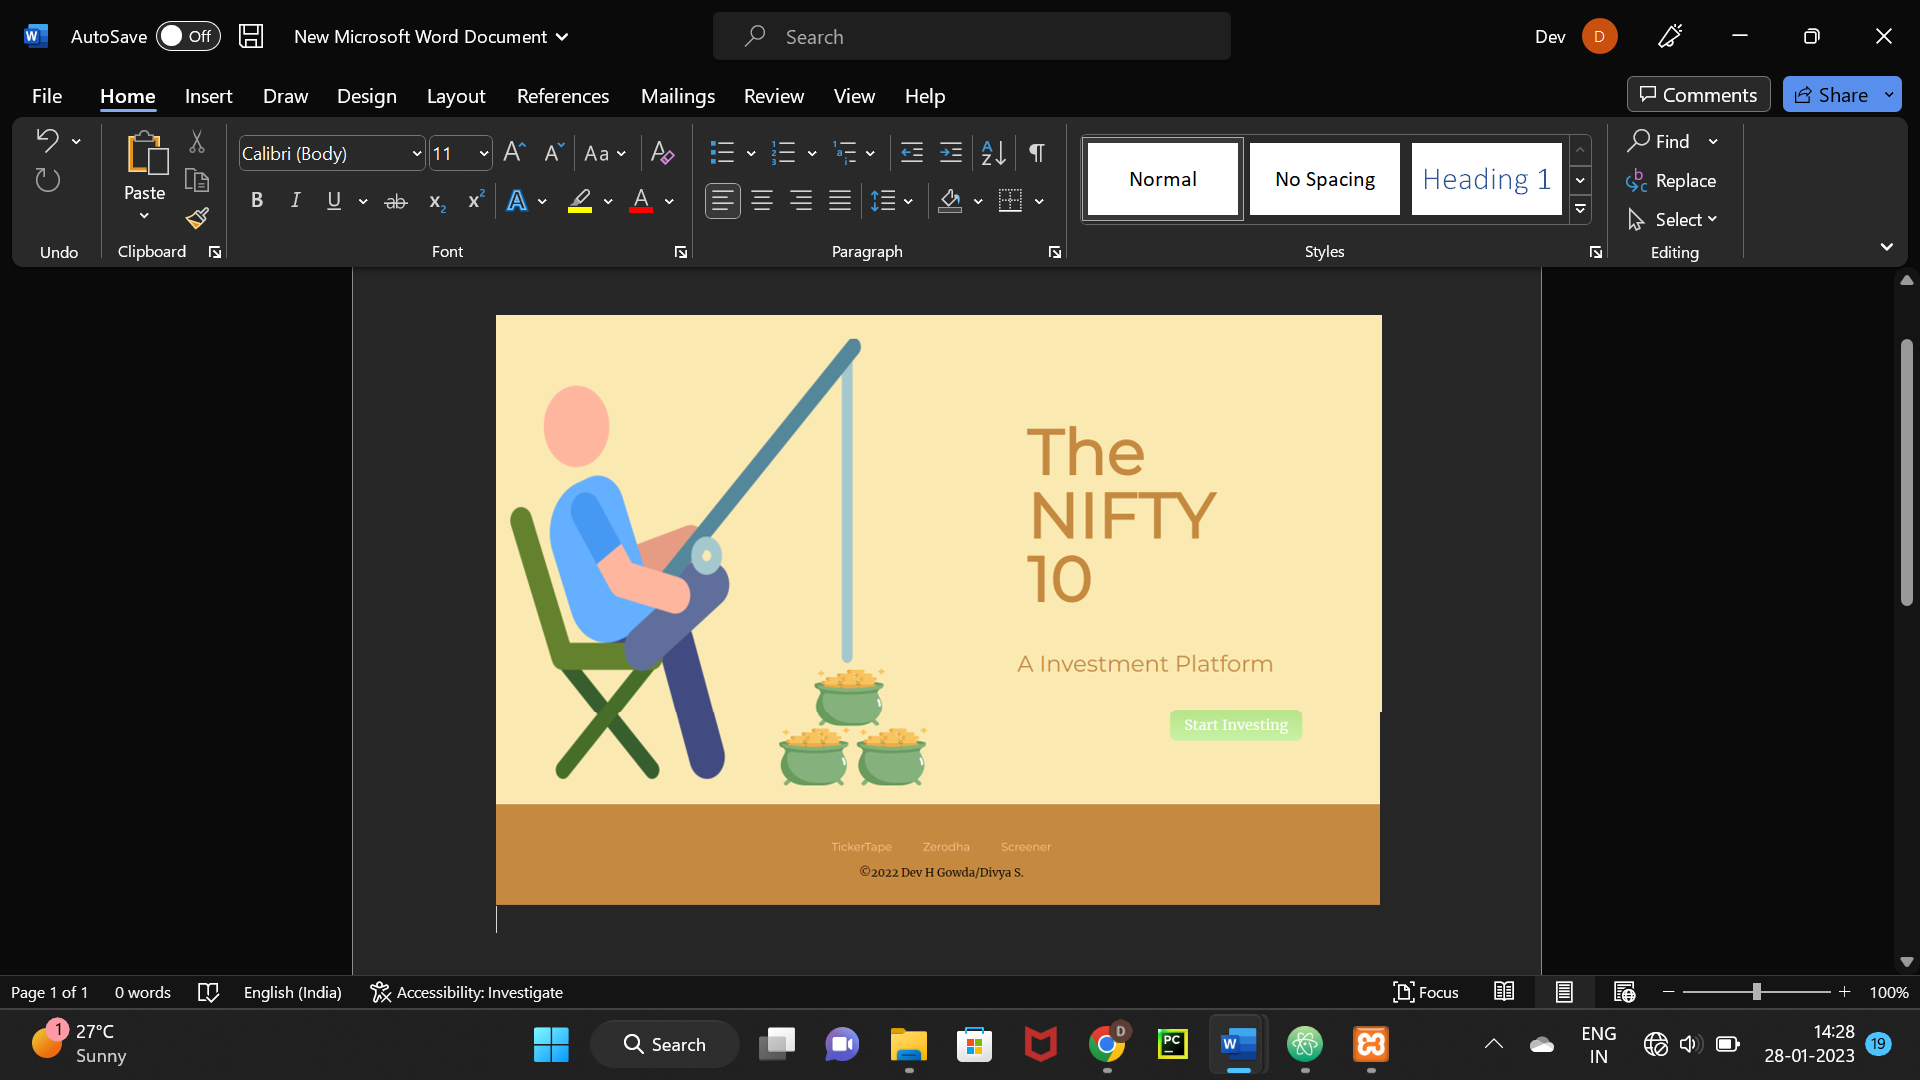 AutoSave Off New Microsoft Word Document Search Dev D
File Home Insert Draw Design Layout References Mailings Review View Help Comments Share
Calibri (Body) 11 Aa Normal No Spacing Heading 1 Find
Paste Replace
Select
Undo Clipboard Font Paragraph Styles Editing
The
NIFTY
10
A Investment Platform
Start Investing
TickerTape Zerodha Screener
©2022 Dev H Gowda/Divya S.
Page 1 of 1 0 words English (India) Accessibility: Investigate Focus 100%
1 27°C
Sunny
Search
ENG
IN
14:28
28-01-2023
19